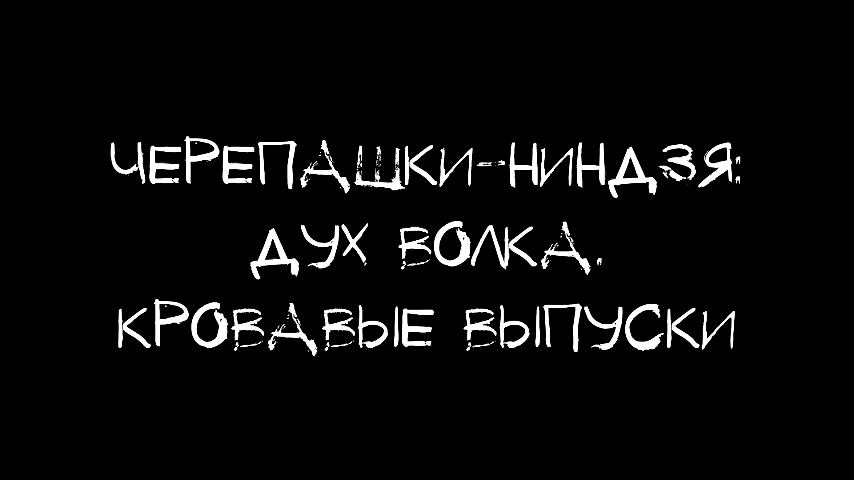 ЧЕРЕПАШКИ-НИНДЗЯ:
ДУХ ВОЛКА.
КРОВАВЫЕ ВЫПУСКИ